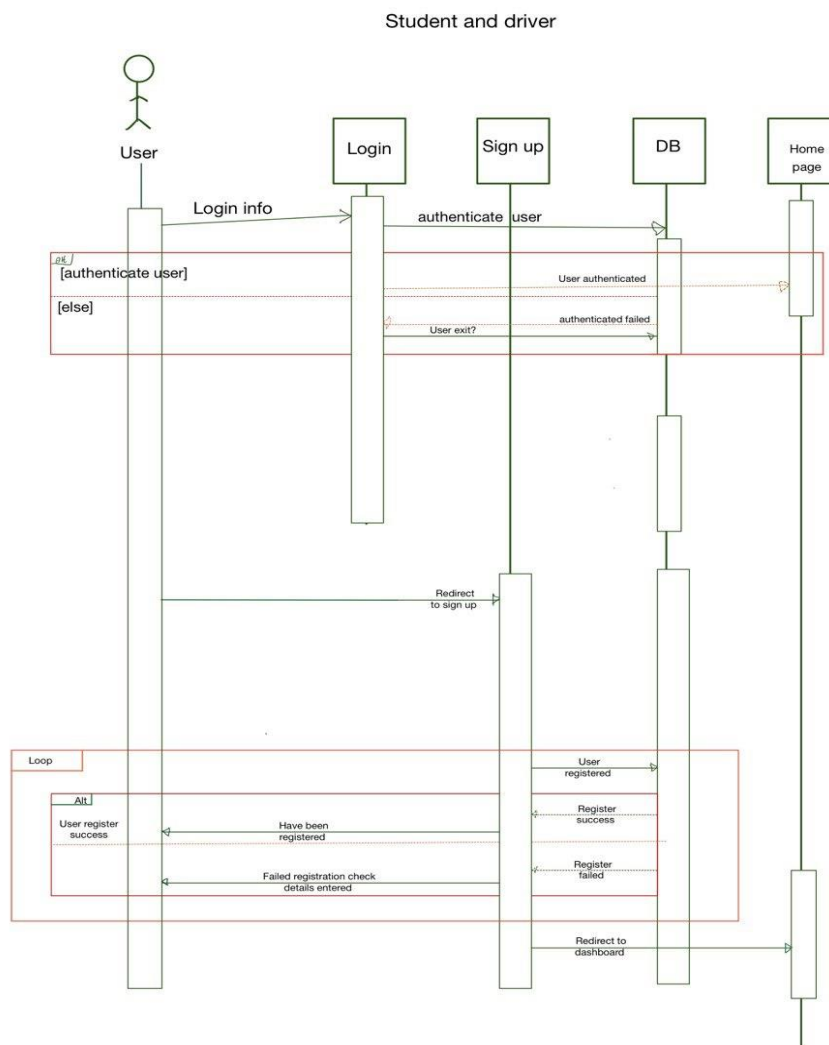 Student and driver
User
Login
Sign up
DB
Home
page
Login info
authenticate user
[authenticate user]
User authenticated
[else]
authenticated failed
User exit?
Redirect
to sign up
Loop
User
registered
Alt
Register
success
User register
success
Have been
registered
Register
failed
Failed registration check
details entered
Redirect to
dashboard